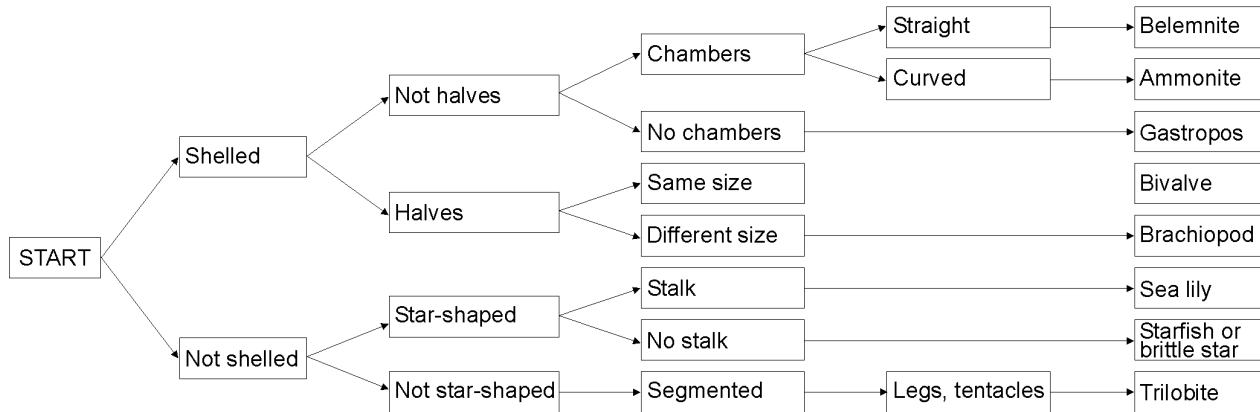 Straight
Belemnite
Chambers
Curved
Ammonite
Not halves
No chambers
Gastropos
Shelled
Same size
Bivalve
Halves
Different size
Brachiopod
START
Stalk
Sea lily
Star-shaped
No stalk
Starfish or
brittle star
Not shelled
Not star-shaped
Segmented
Legs, tentacles
Trilobite